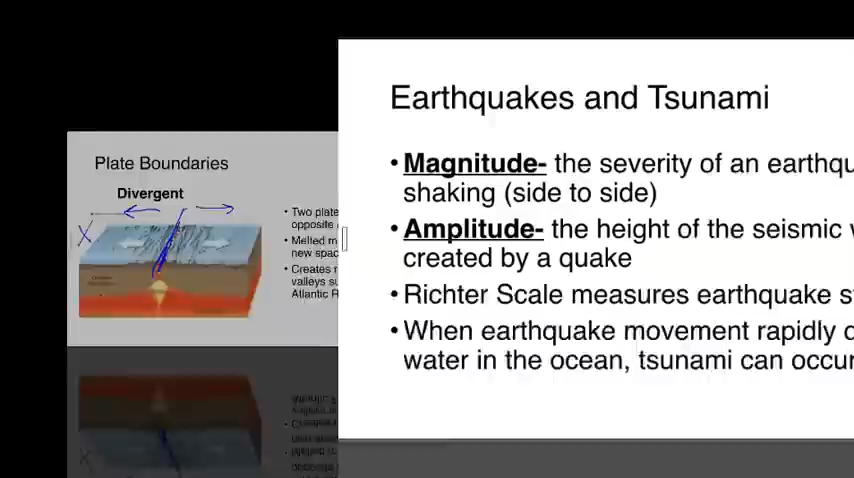 Plate Boundaries
Divergent
• Two plate
opposite
• Melted m
new spac
• Creates r
valleys su
Atlantic R
Earthquakes and Tsunami
• Magnitude- the severity of an earthqu
shaking (side to side)
• Amplitude- the height of the seismic w
created by a quake
• Richter Scale measures earthquake s
• When earthquake movement rapidly d
water in the ocean, tsunami can occur